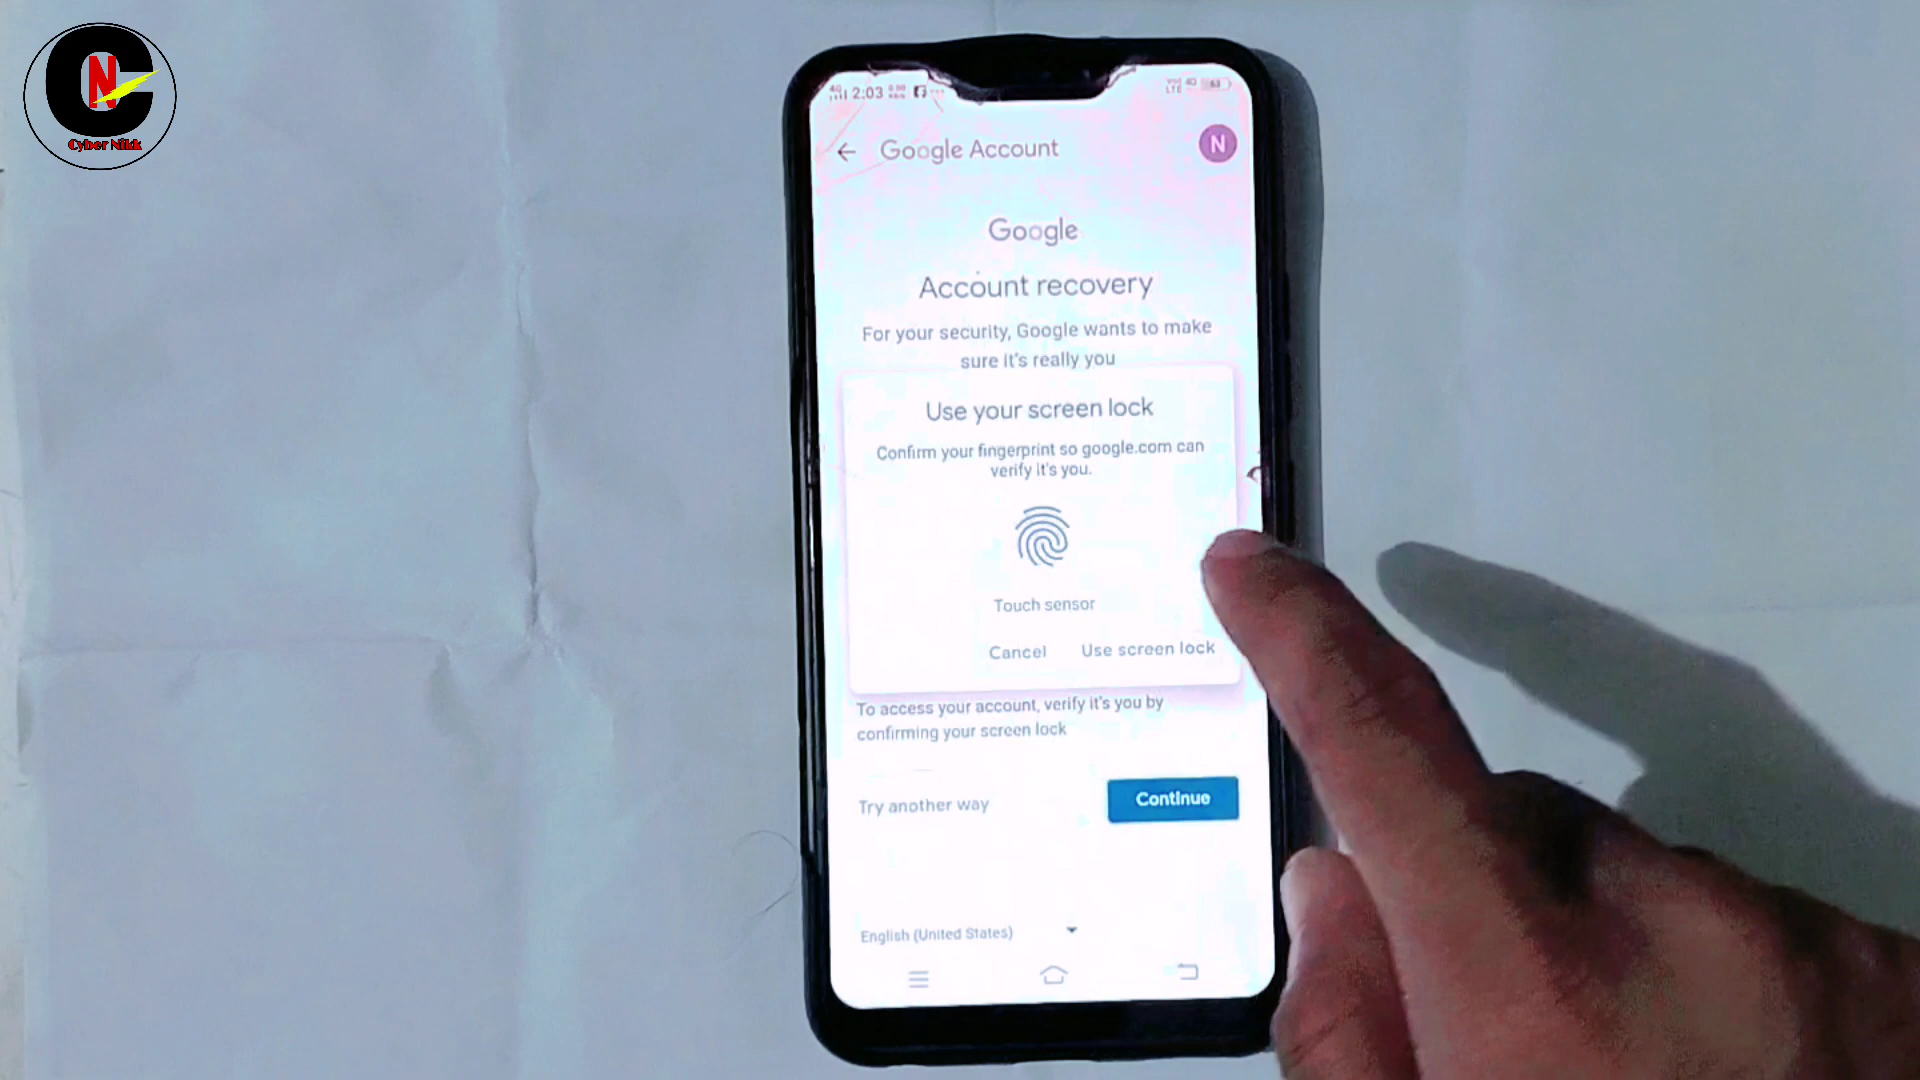 N
Cyber Nikk
2:03
Google Account
N
Google
Account recovery
For your security, Google wants to make
sure it's really you
Use your screen lock
Confirm your fingerprint so google.com can
verify it's you.
Touch sensor
Cancel Use screen lock
To access your account, verify it's you by
confirming your screen lock
Try another way
Continue
English (United States)